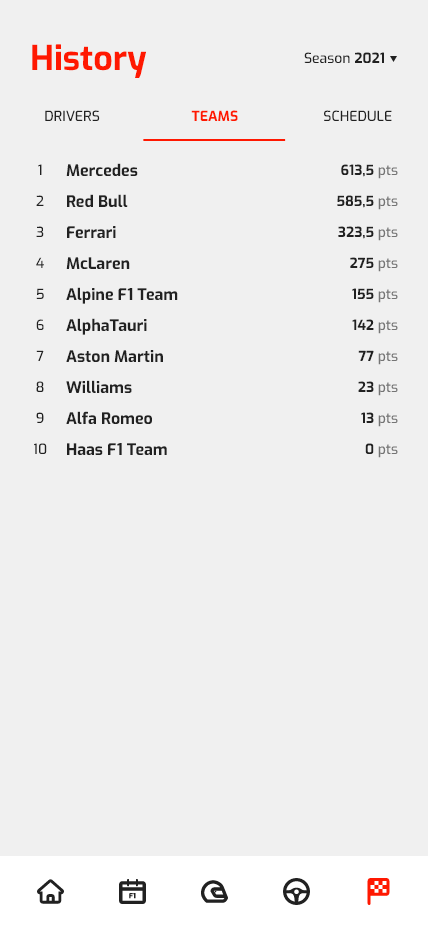 History
Season 2021 ▾
DRIVERS TEAMS SCHEDULE
1 Mercedes 613,5 pts
2 Red Bull 585,5 pts
3 Ferrari 323,5 pts
4 McLaren 275 pts
5 Alpine F1 Team 155 pts
6 AlphaTauri 142 pts
7 Aston Martin 77 pts
8 Williams 23 pts
9 Alfa Romeo 13 pts
10 Haas F1 Team 0 pts
F1